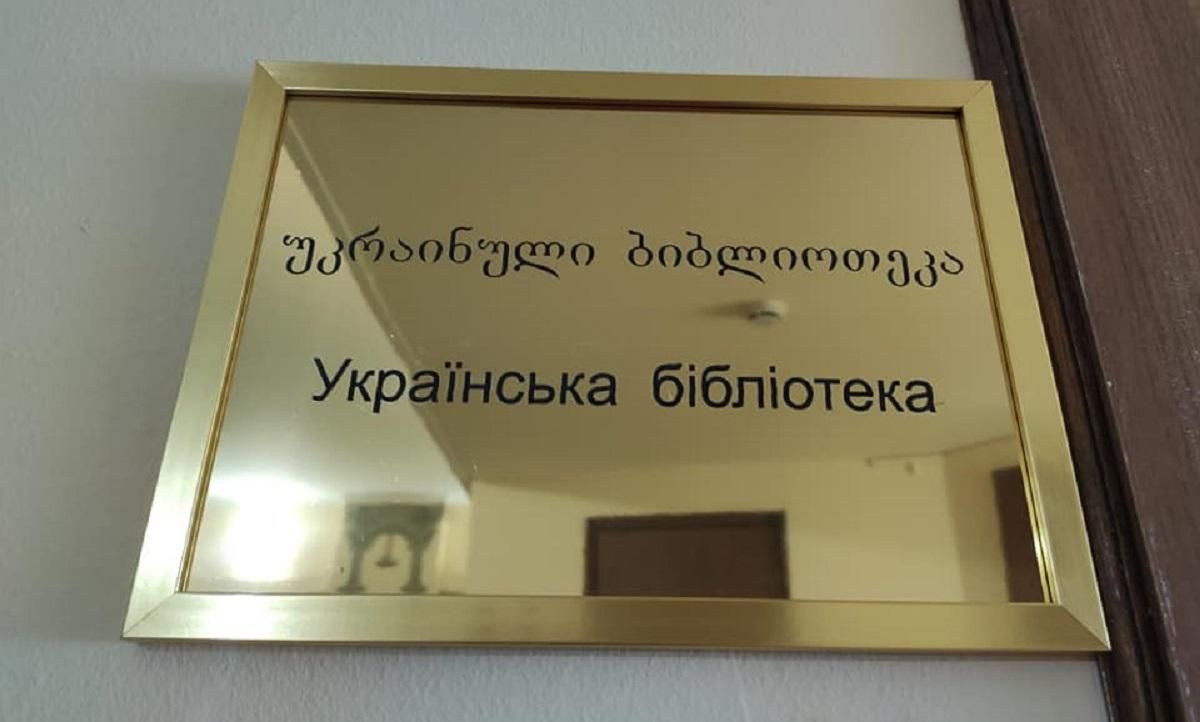 უკრაინული ბიბლიოთეკა
Українська бібліотека